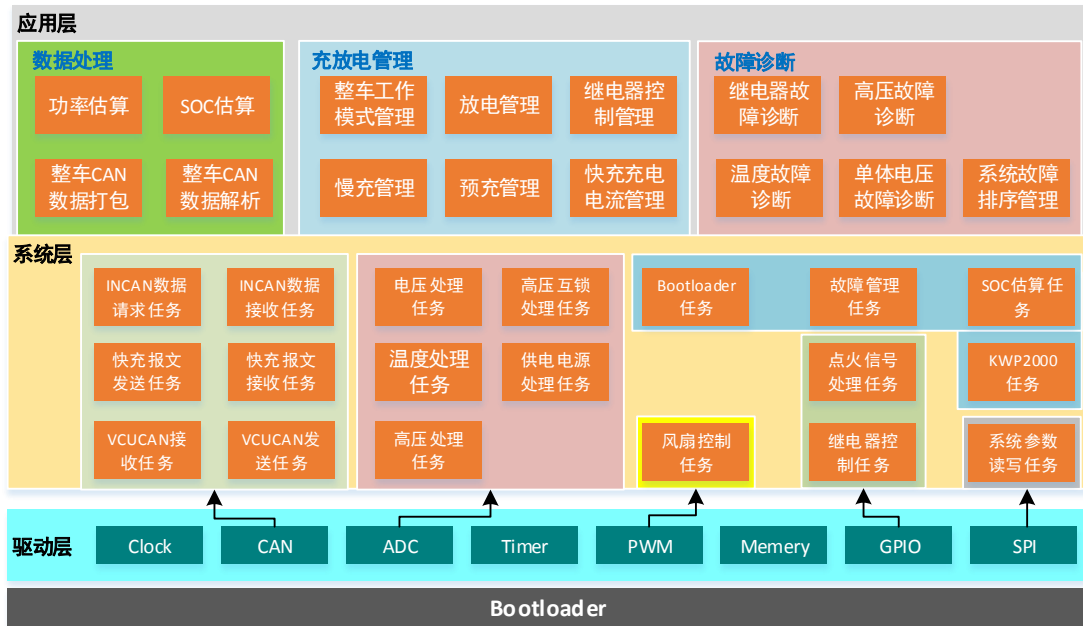 应用层
数据处理
功率估算
SOC估算
整车CAN
数据打包
整车CAN
数据解析
充放电管理
整车工作
模式管理
放电管理
继电器控
制管理
慢充管理
预充管理
快充充电
电流管理
故障诊断
继电器故
障诊断
高压故障
诊断
温度故障
诊断
单体电压
故障诊断
系统故障
排序管理
系统层
INCAN数据
请求任务
INCAN数据
接收任务
快充报文
发送任务
快充报文
接收任务
VCUCAN接
收任务
VCUCAN发
送任务
电压处理
任务
高压互锁
处理任务
温度处理
任务
供电电源
处理任务
高压处理
任务
Bootloader
任务
故障管理
任务
SOC估算任
务
点火信号
处理任务
KWP2000
任务
风扇控制
任务
继电器控
制任务
系统参数
读写任务
驱动层
Clock
CAN
ADC
Timer
PWM
Memery
GPIO
SPI
Bootloader